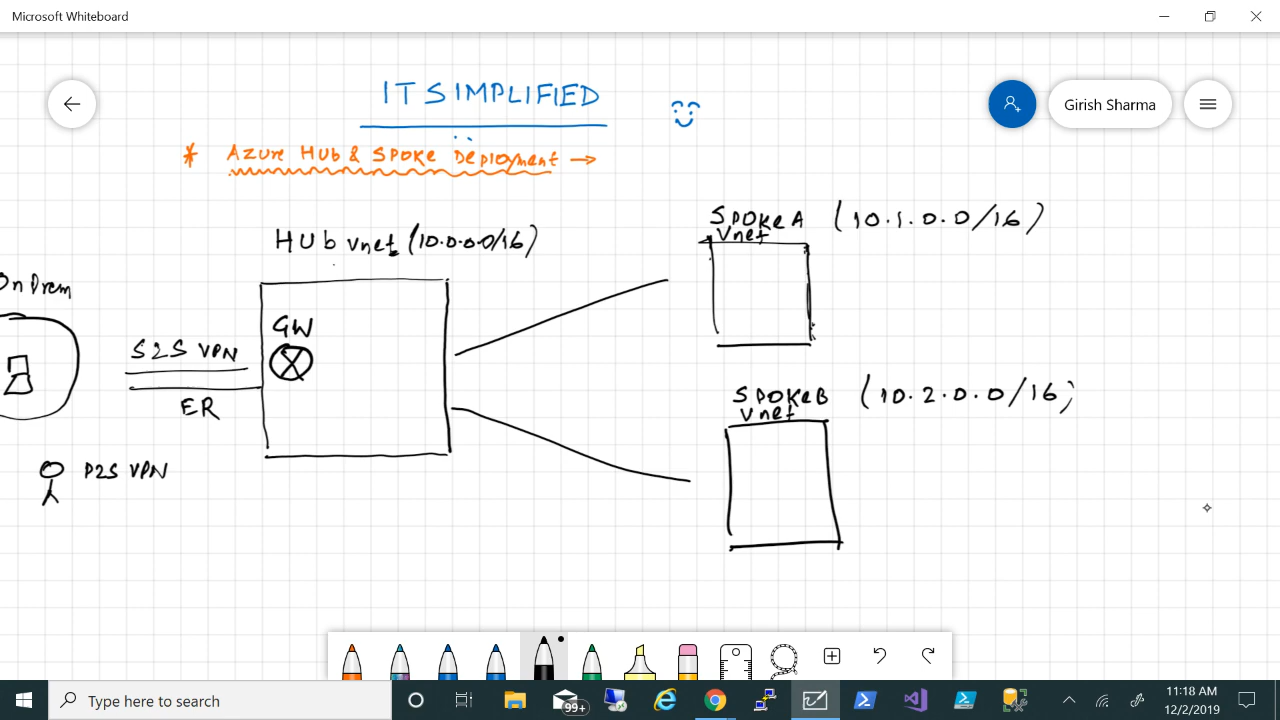 Microsoft Whiteboard
IT SIMPLIFIED
Girish Sharma
* Azure HUB & SPOKE Deployment →
SPOKE A (10.1.0.0/16)
Vnet
HUB vnet (10.0.0.0/16)
On Prem
GW
S2S VPN
ER
SPOKE B (10.2.0.0/16)
Vnet
P2S VPN
99+
Type here to search
11:18 AM
12/2/2019